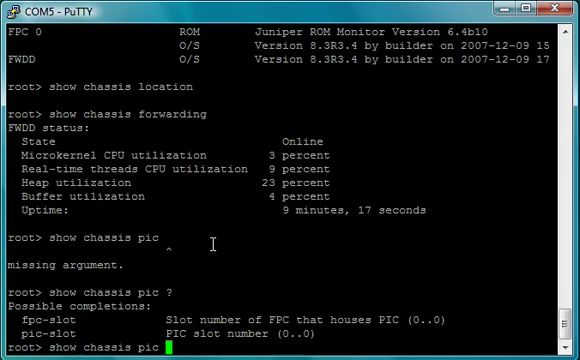 COM5 - PuTTY
FPC 0 ROM Juniper ROM Monitor Version 6.4b10
O/S Version 8.3R3.4 by builder on 2007-12-09 15
FWDD O/S Version 8.3R3.4 by builder on 2007-12-09 17
root> show chassis location
root> show chassis forwarding
FWDD status:
State Online
Microkernel CPU utilization 3 percent
Real-time threads CPU utilization 9 percent
Heap utilization 23 percent
Buffer utilization 4 percent
Uptime: 9 minutes, 17 seconds
root> show chassis pic
^
missing argument.
root> show chassis pic ?
Possible completions:
fpc-slot Slot number of FPC that houses PIC (0..0)
pic-slot PIC slot number (0..0)
root> show chassis pic